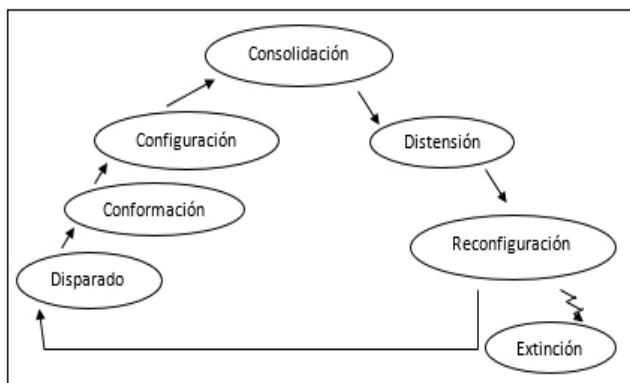 Consolidación
Configuración
Distensión
Conformación
Reconfiguración
Disparado
Extinción